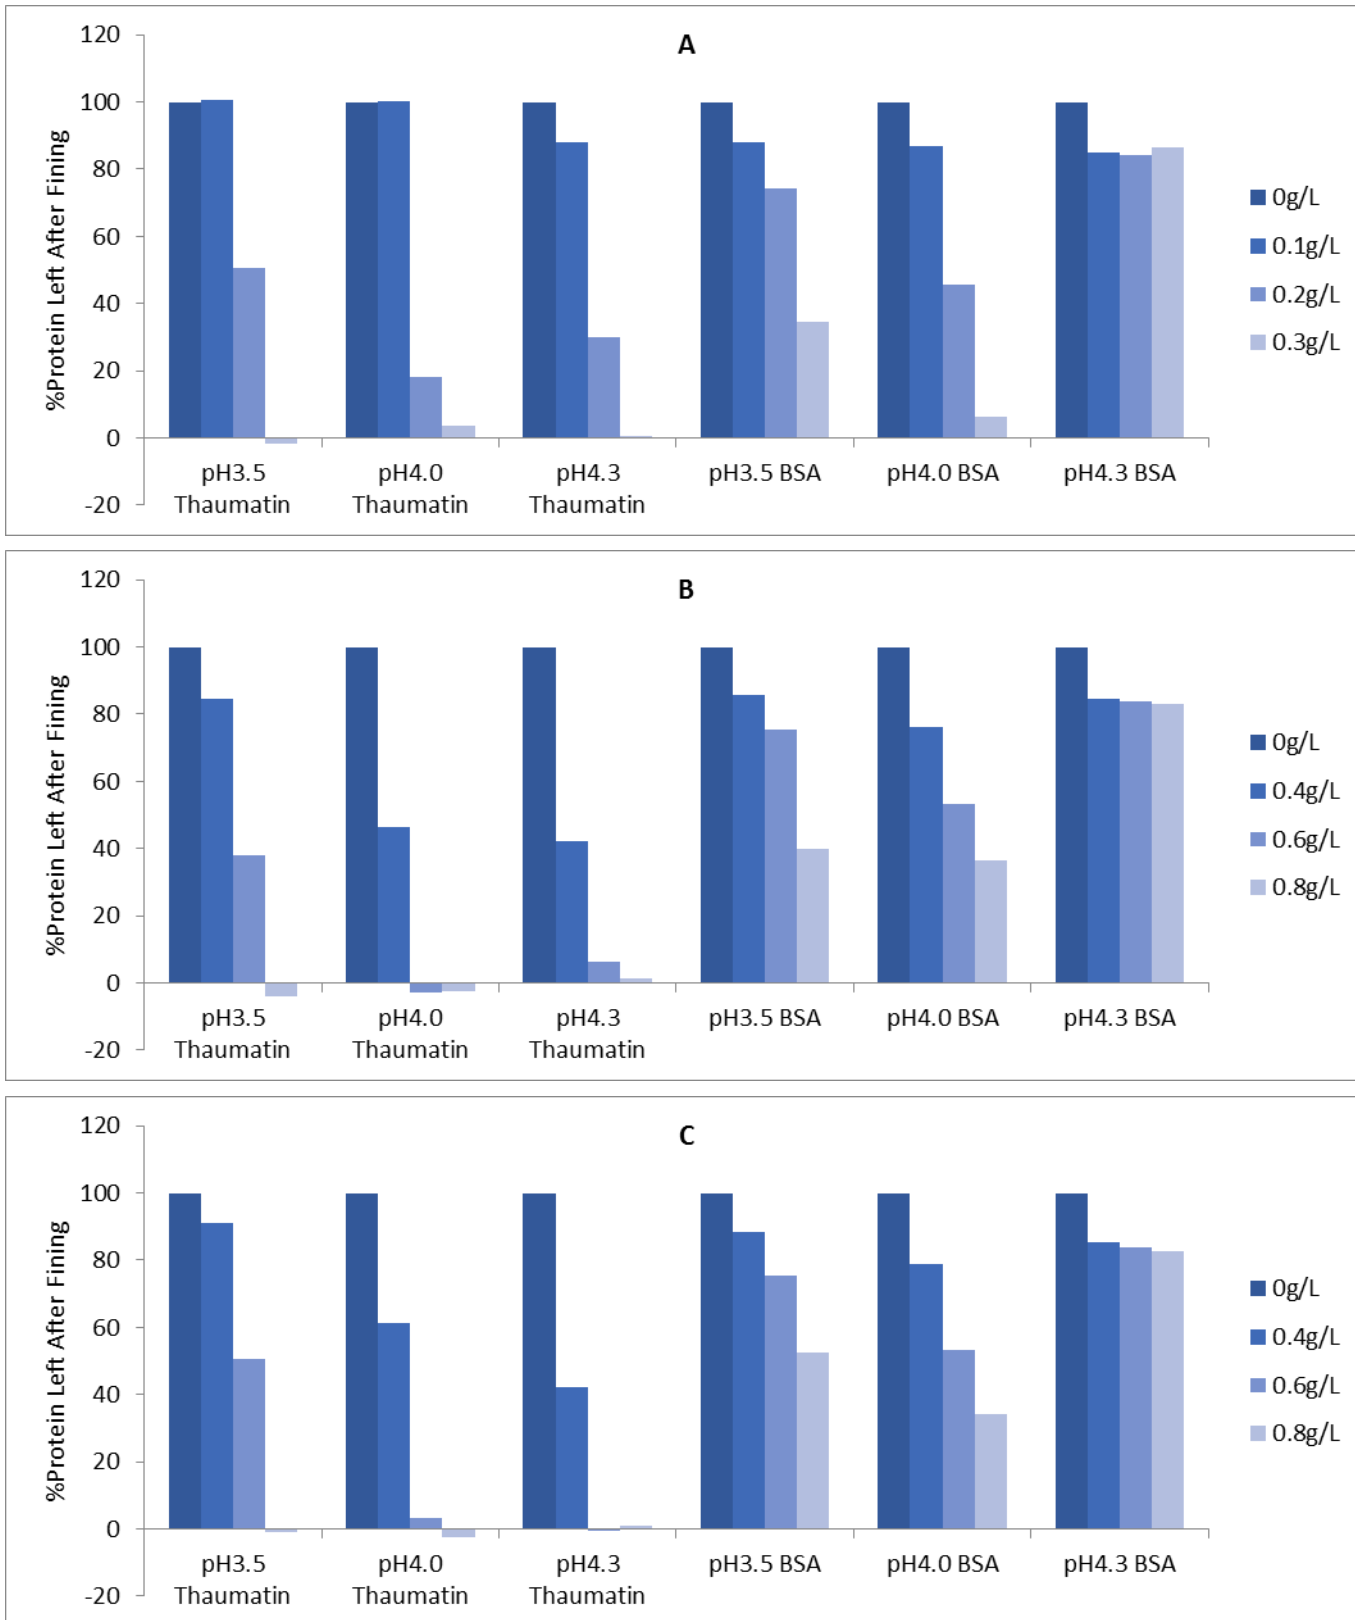 A
%Protein Left After Fining
120
100
80
60
40
20
0
-20
pH3.5
Thaumatin
pH4.0
Thaumatin
pH4.3
Thaumatin
pH3.5 BSA
pH4.0 BSA
pH4.3 BSA
0g/L
0.1g/L
0.2g/L
0.3g/L
B
%Protein Left After Fining
120
100
80
60
40
20
0
-20
pH3.5
Thaumatin
pH4.0
Thaumatin
pH4.3
Thaumatin
pH3.5 BSA
pH4.0 BSA
pH4.3 BSA
0g/L
0.4g/L
0.6g/L
0.8g/L
C
%Protein Left After Fining
120
100
80
60
40
20
0
-20
pH3.5
Thaumatin
pH4.0
Thaumatin
pH4.3
Thaumatin
pH3.5 BSA
pH4.0 BSA
pH4.3 BSA
0g/L
0.4g/L
0.6g/L
0.8g/L